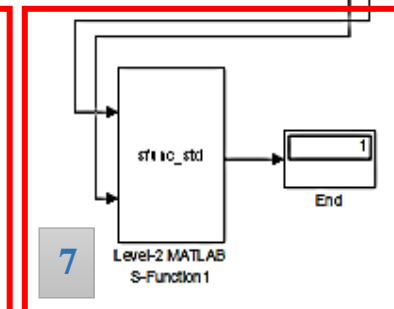 sfunc_std
1
End
7
Level-2 MATLAB
S-Function1